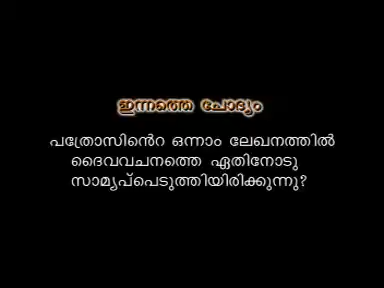 ഇന്നത്തെ പോദ്യം
പത്രോസിൻെറ ഒന്നാം ലേഖനത്തിൽ
ദൈവവചനത്തെ ഏതിനോടു
സാമ്യപ്പെടുത്തിയിരിക്കുന്നു?